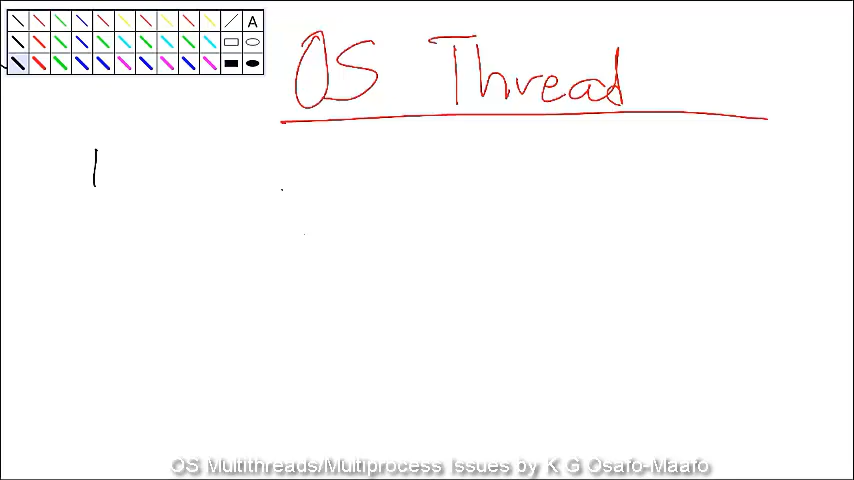 A
OS Thread
OS Multithreads/Multiprocess Issues by K G Osafo-Maafo